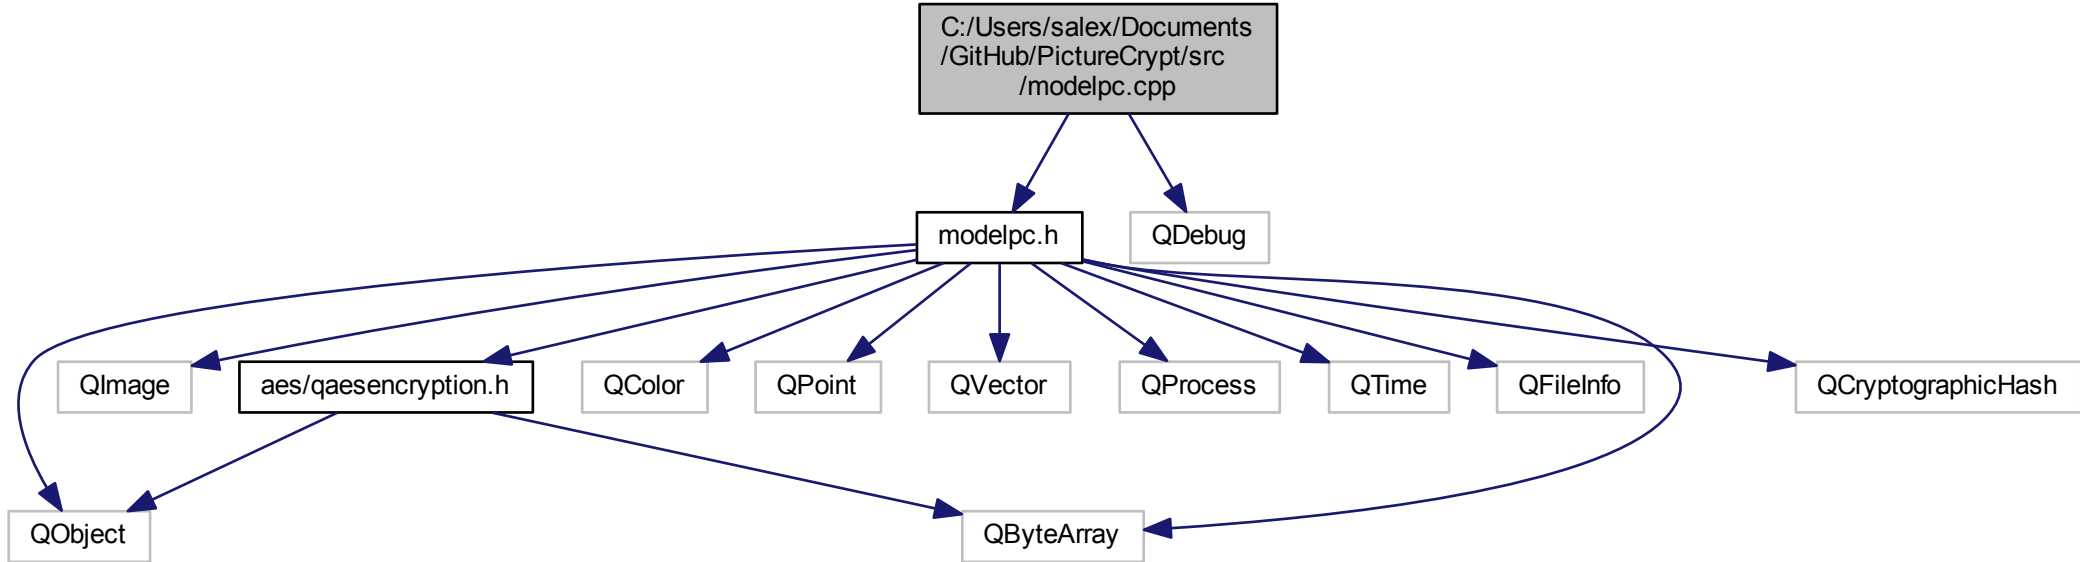 C:/Users/salex/Documents
/GitHub/PictureCrypt/src
/modelpc.cpp
modelpc.h
QDebug
QImage
aes/qaesencryption.h
QColor
QPoint
QVector
QProcess
QTime
QFileInfo
QCryptographicHash
QObject
QByteArray